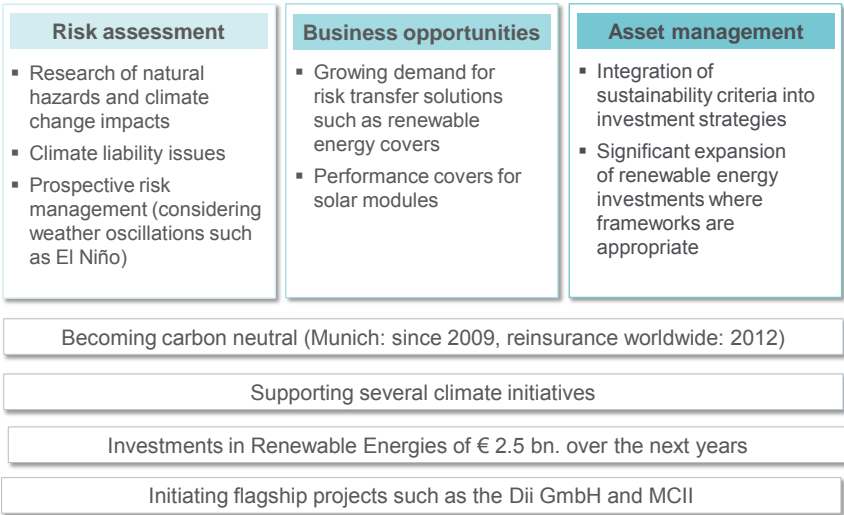 Risk assessment
▪ Research of natural
hazards and climate
change impacts
▪ Climate liability issues
▪ Prospective risk
management (considering
weather oscillations such
as El Niño)
Business opportunities
▪ Growing demand for
risk transfer solutions
such as renewable
energy covers
▪ Performance covers for
solar modules
Asset management
▪ Integration of
sustainability criteria into
investment strategies
▪ Significant expansion
of renewable energy
investments where
frameworks are
appropriate
Becoming carbon neutral (Munich: since 2009, reinsurance worldwide: 2012)
Supporting several climate initiatives
Investments in Renewable Energies of € 2.5 bn. over the next years
Initiating flagship projects such as the Dii GmbH and MCII